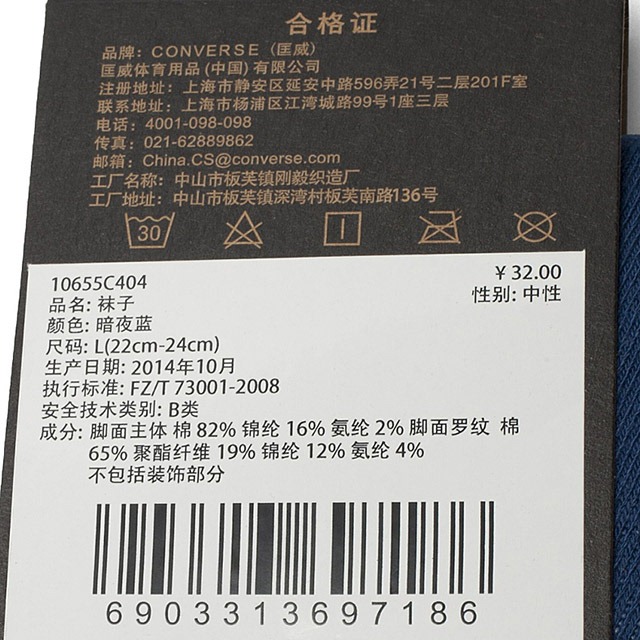 合格证
品牌：CONVERSE（匡威）
匡威体育用品(中国)有限公司
注册地址：上海市静安区延安中路596弄21号二层201F室
联系地址：上海市杨浦区江湾城路99号1座三层
电话：4001-098-098
传真：021-62889862
邮箱：China.CS@converse.com
工厂名称：中山市板芙镇刚毅织造厂
工厂地址：中山市板芙镇深湾村板芙南路136号
30
10655C404 ￥32.00
品名: 袜子 性别: 中性
颜色: 暗夜蓝
尺码: L(22cm-24cm)
生产日期: 2014年10月
执行标准: FZ/T 73001-2008
安全技术类别: B类
成分: 脚面主体 棉 82% 锦纶 16% 氨纶 2% 脚面罗纹 棉
65% 聚酯纤维 19% 锦纶 12% 氨纶 4%
不包括装饰部分
6903313697186